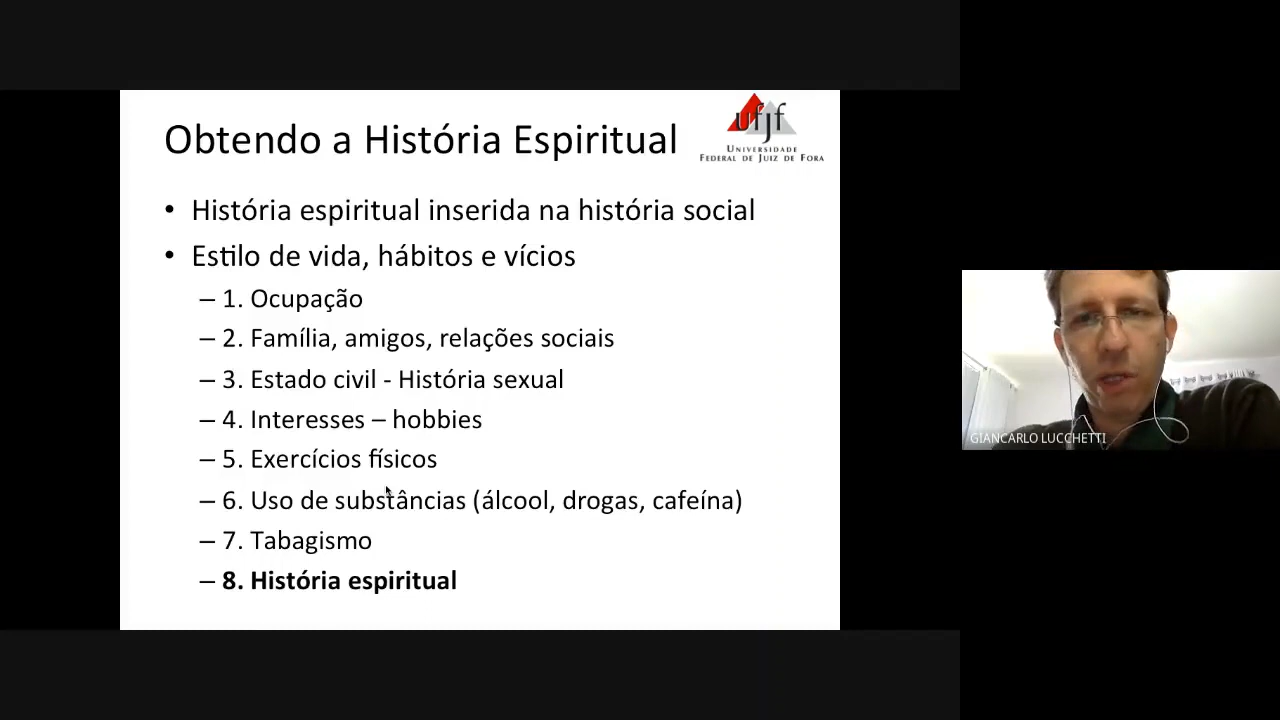 Obtendo a História Espiritual
ufjf
UNIVERSIDADE
FEDERAL DE JUIZ DE FORA
• História espiritual inserida na história social
• Estilo de vida, hábitos e vícios
– 1. Ocupação
– 2. Família, amigos, relações sociais
– 3. Estado civil - História sexual
– 4. Interesses – hobbies
– 5. Exercícios físicos
– 6. Uso de substâncias (álcool, drogas, cafeína)
– 7. Tabagismo
– 8. História espiritual
GIANCARLO LUCCHETTI